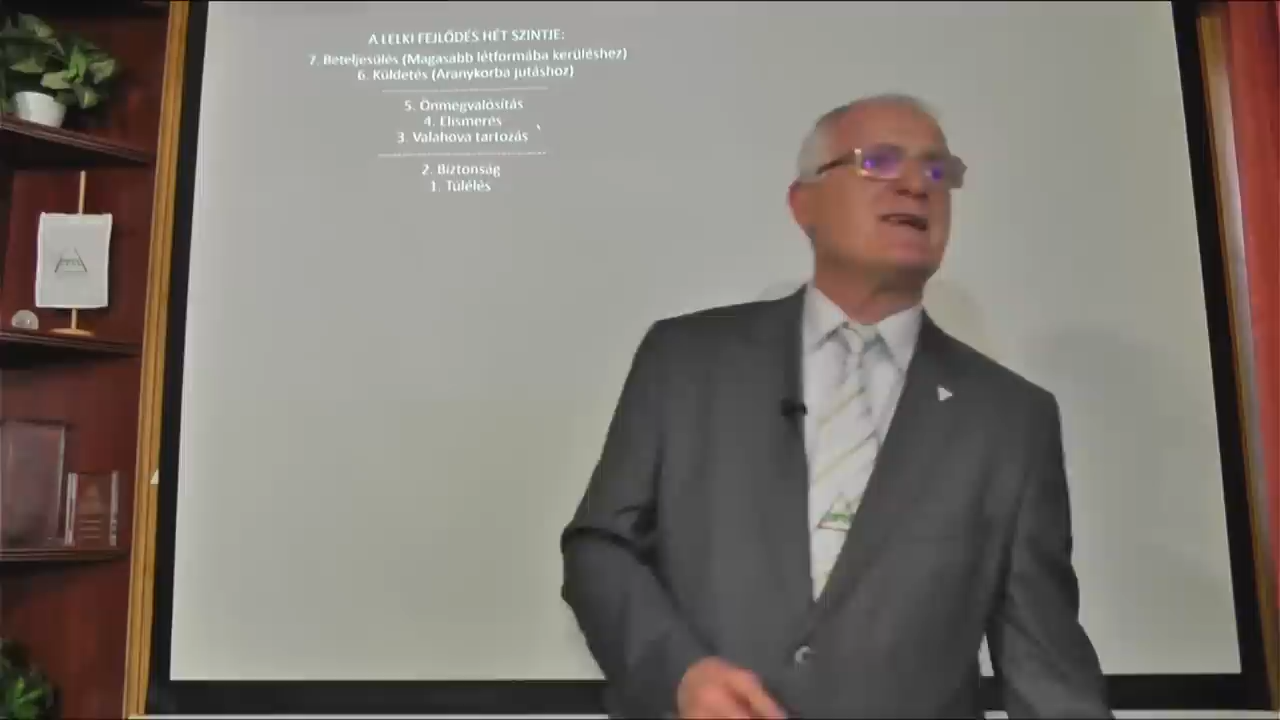 A LELKI FEJLŐDÉS HÉT SZINTJE:
7. Beteljesülés (Magasabb létformába kerüléshez)
6. Küldetés (Aranykorba jutáshoz)
5. Önmegvalósítás
4. Elismerés
3. Valahova tartozás
2. Biztonság
1. Túlélés